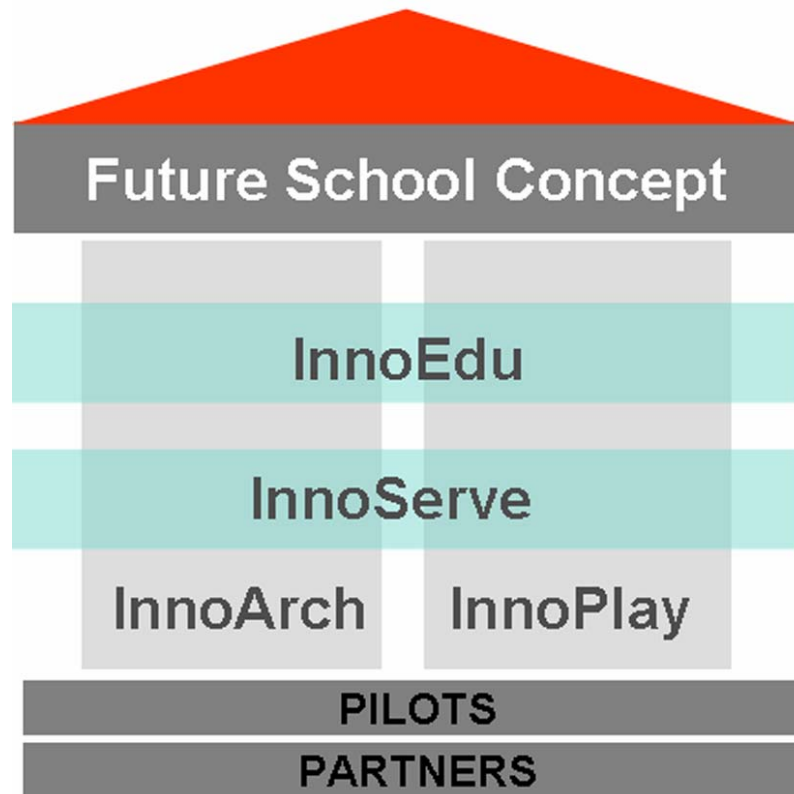 Future School Concept
InnoEdu
InnoServe
InnoArch InnoPlay
PILOTS
PARTNERS